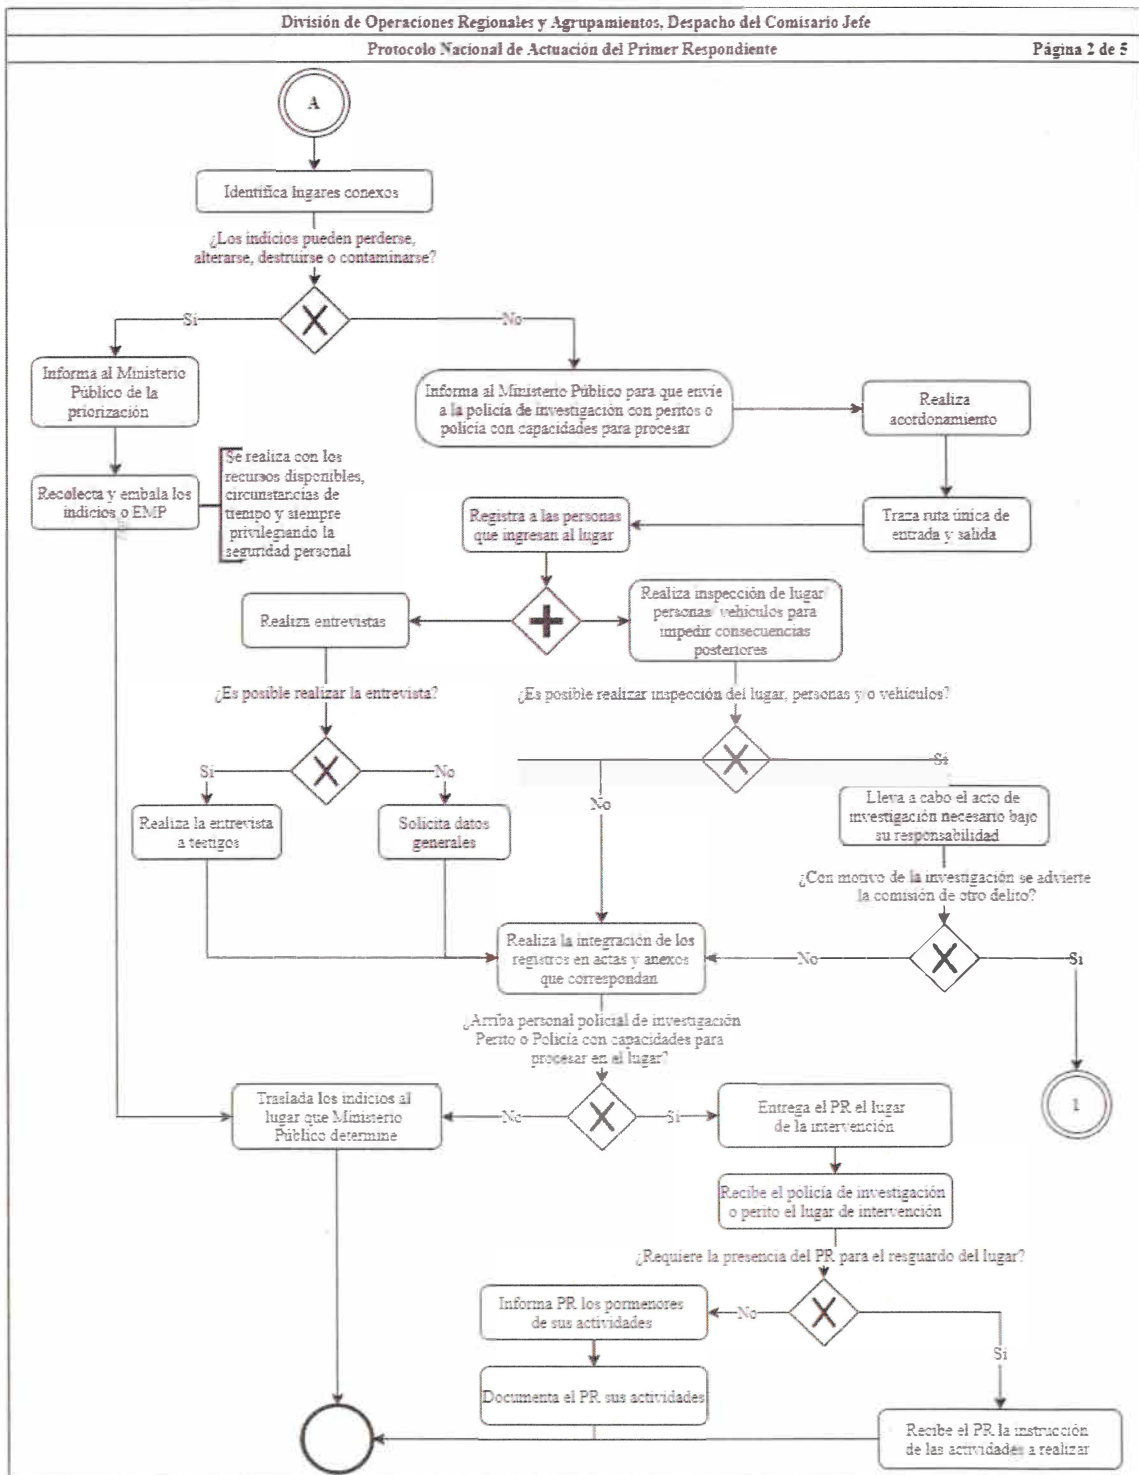 División de Operaciones Regionales y Agrupamientos, Despacho del Comisario Jefe
Protocolo Nacional de Actuación del Primer Respondiente
Página 2 de 5
A
Identifica lugares conexos
¿Los indicios pueden perderse,
alterarse, destruirse o contaminarse?
Si
No
Informa al Ministerio
Público de la
priorización
Informa al Ministerio Público para que envíe
a la policía de investigación con peritos o
policía con capacidades para procesar
Realiza
acordonamiento
Recolecta y embala los
indicios o EMP
Se realiza con los
recursos disponibles,
circunstancias de
tiempo y siempre
privilegiando la
seguridad personal
Registra a las personas
que ingresan al lugar
Traza ruta única de
entrada y salida
Realiza entrevistas
Realiza inspección de lugar/
personas/ vehículos para
impedir consecuencias
posteriores
¿Es posible realizar la entrevista?
¿Es posible realizar inspección del lugar, personas y/o vehículos?
Si
No
No
Si
Realiza la entrevista
a testigos
Solicita datos
generales
Lleva a cabo el acto de
investigación necesario bajo
su responsabilidad
¿Con motivo de la investigación se advierte
la comisión de otro delito?
Realiza la integración de los
registros en actas y anexos
que correspondan
No
Si
¿Arriba personal policial de investigación
Perito o Policía con capacidades para
procesar en el lugar?
Traslada los indicios al
lugar que Ministerio
Público determine
No
Si
Entrega el PR el lugar
de la intervención
1
Recibe el policía de investigación
o perito el lugar de intervención
¿Requiere la presencia del PR para el resguardo del lugar?
Informa PR los pormenores
de sus actividades
No
Si
Documenta el PR sus actividades
Recibe el PR la instrucción
de las actividades a realizar